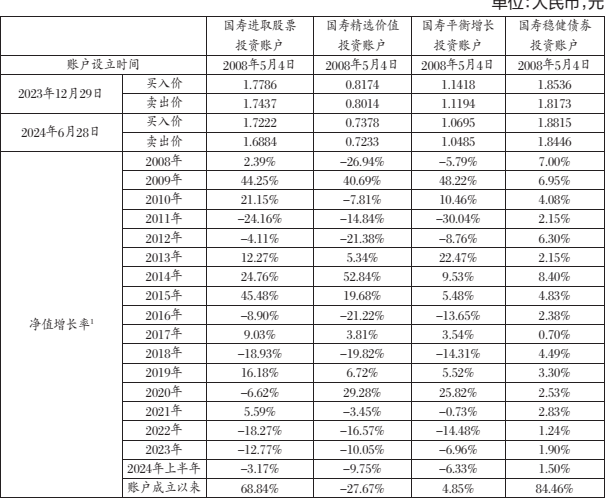 单位:人民币,元
国寿进取股票投资账户 国寿精选价值投资账户 国寿平衡增长投资账户 国寿稳健债券投资账户
账户设立时间 2008年5月4日 2008年5月4日 2008年5月4日 2008年5月4日
2023年12月29日 买入价 1.7786 0.8174 1.1418 1.8536
卖出价 1.7437 0.8014 1.1194 1.8173
2024年6月28日 买入价 1.7222 0.7378 1.0695 1.8815
卖出价 1.6884 0.7233 1.0485 1.8446
净值增长率1 2008年 2.39% -26.94% -5.79% 7.00%
2009年 44.25% 40.69% 48.22% 6.95%
2010年 21.15% -7.81% 10.46% 4.08%
2011年 -24.16% -14.84% -30.04% 2.15%
2012年 -4.11% -21.38% -8.76% 6.30%
2013年 12.27% 5.34% 22.47% 2.15%
2014年 24.76% 52.84% 9.53% 8.40%
2015年 45.48% 19.68% 5.48% 4.83%
2016年 -8.90% -21.22% -13.65% 2.38%
2017年 9.03% 3.81% 3.54% 0.70%
2018年 -18.93% -19.82% -14.31% 4.49%
2019年 16.18% 6.72% 5.52% 3.30%
2020年 -6.62% 29.28% 25.82% 2.53%
2021年 5.59% -3.45% -0.73% 2.83%
2022年 -18.27% -16.57% -14.48% 1.24%
2023年 -12.77% -10.05% -6.96% 1.90%
2024年上半年 -3.17% -9.75% -6.33% 1.50%
账户成立以来 68.84% -27.67% 4.85% 84.46%